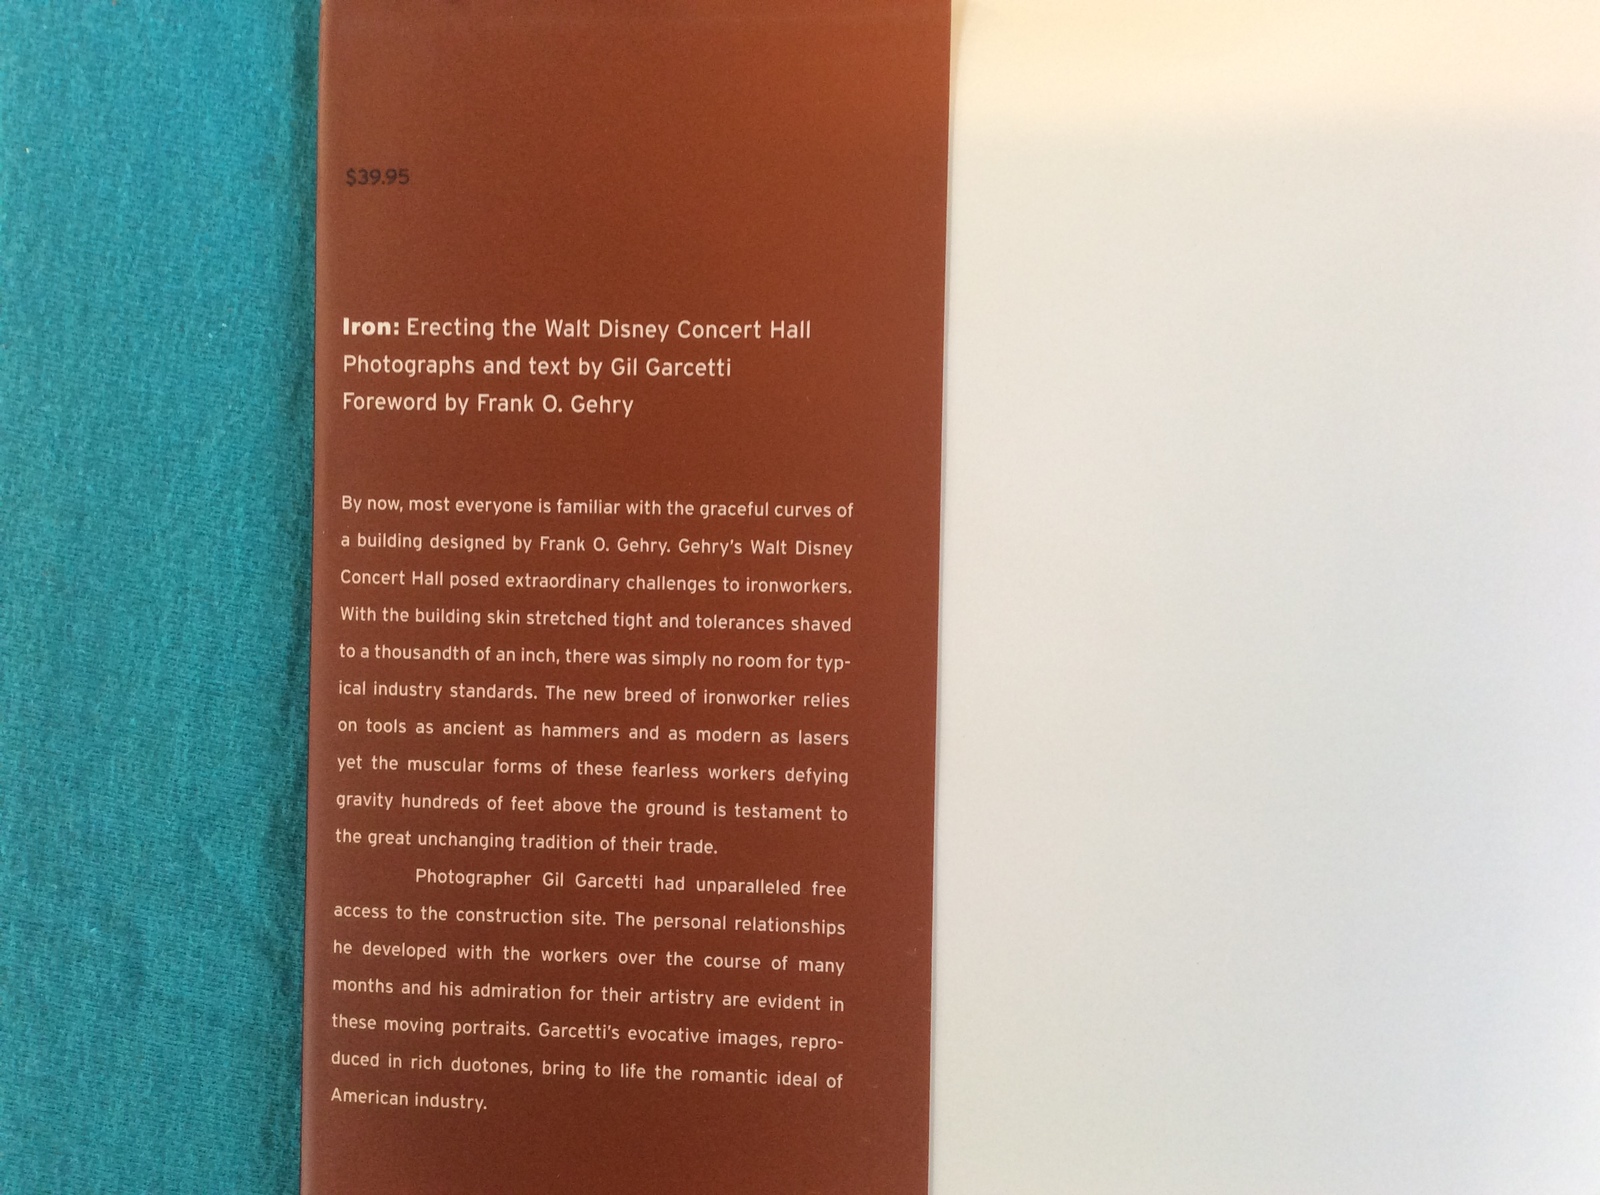 $39.95
Iron: Erecting the Walt Disney Concert Hall
Photographs and text by Gil Garcetti
Foreword by Frank O. Gehry
By now, most everyone is familiar with the graceful curves of
a building designed by Frank O. Gehry. Gehry's Walt Disney
Concert Hall posed extraordinary challenges to ironworkers.
With the building skin stretched tight and tolerances shaved
to a thousandth of an inch, there was simply no room for typ-
ical industry standards. The new breed of ironworker relies
on tools as ancient as hammers and as modern as lasers
yet the muscular forms of these fearless workers defying
gravity hundreds of feet above the ground is testament to
the great unchanging tradition of their trade.
Photographer Gil Garcetti had unparalleled free
access to the construction site. The personal relationships
he developed with the workers over the course of many
months and his admiration for their artistry are evident in
these moving portraits. Garcetti's evocative images, repro-
duced in rich duotones, bring to life the romantic ideal of
American industry.